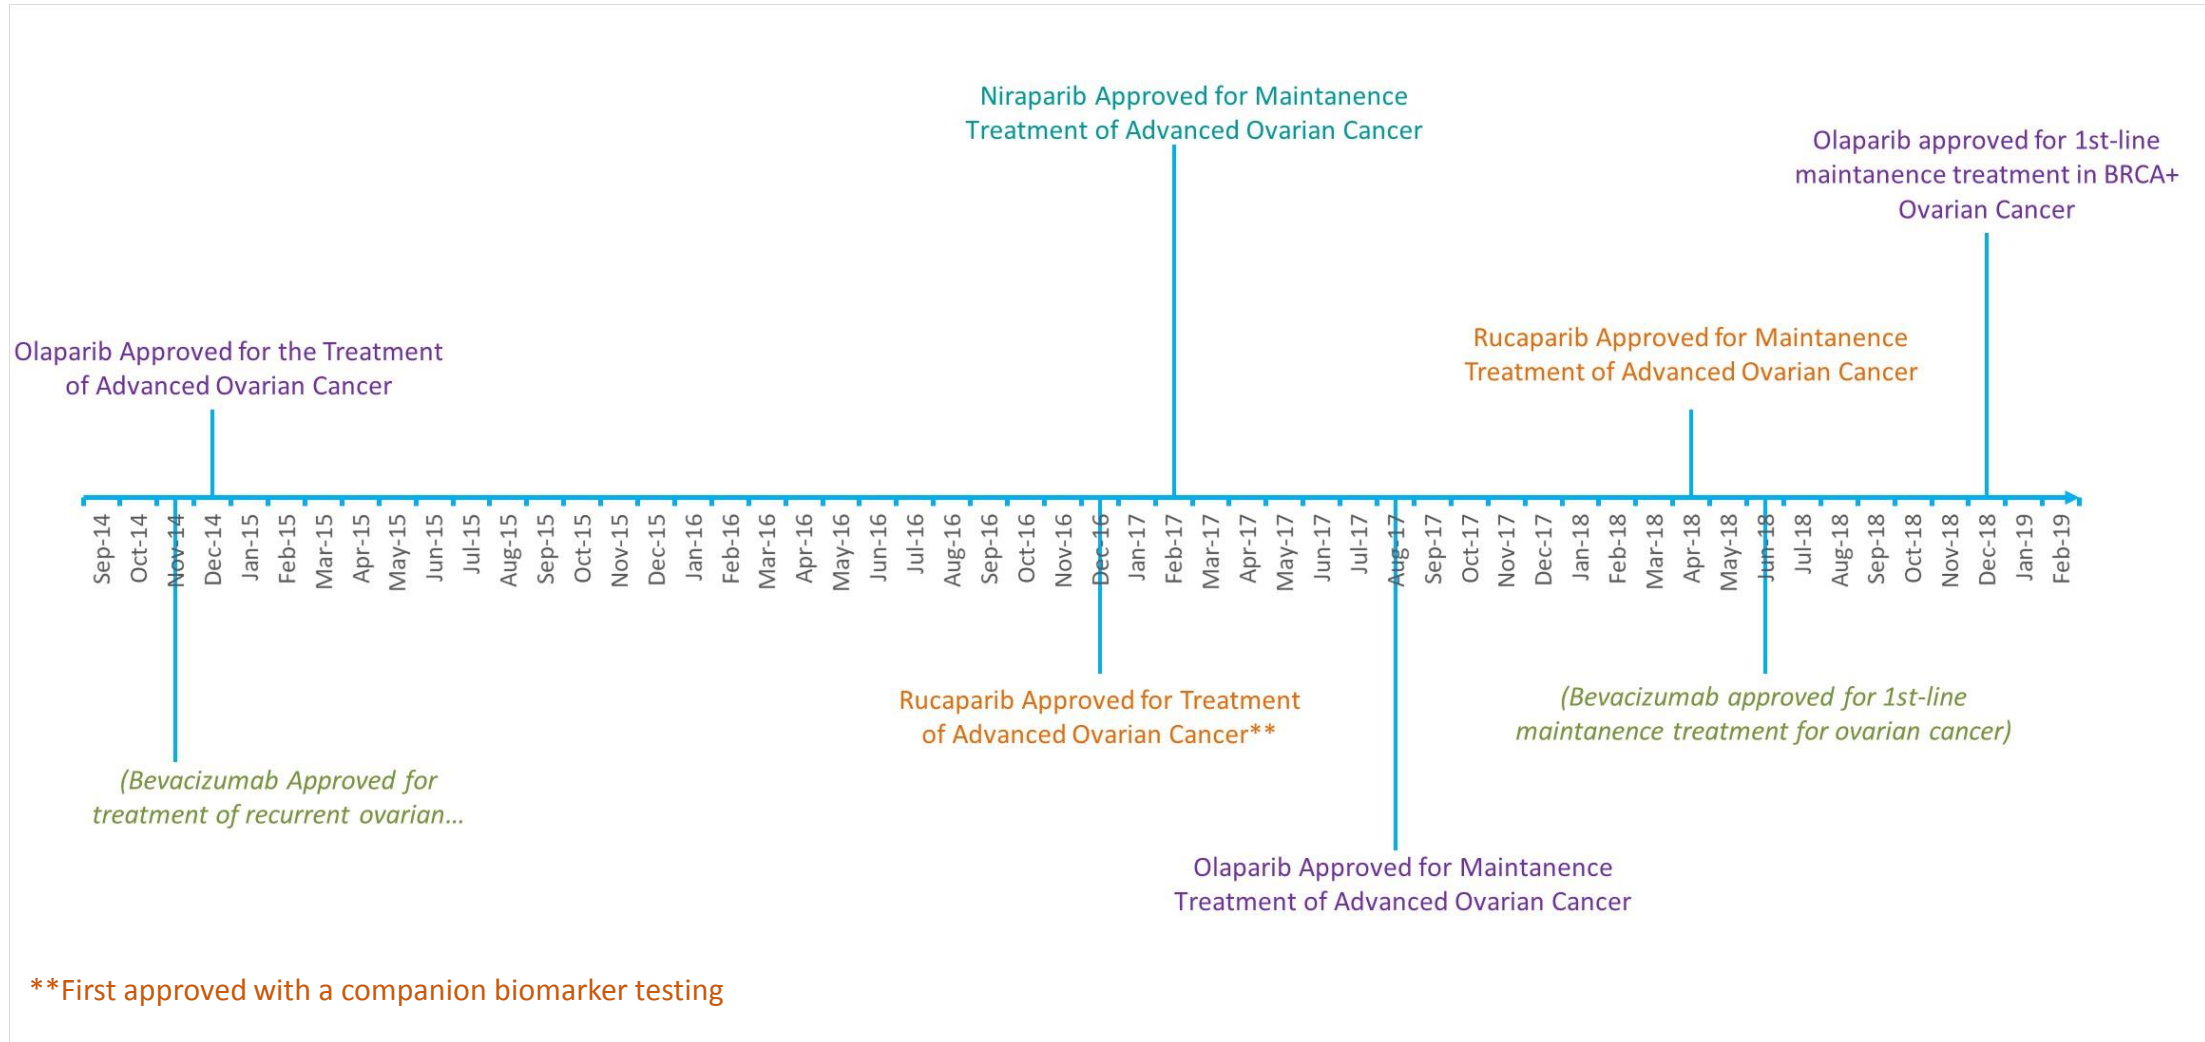 Niraparib Approved for Maintanence
Treatment of Advanced Ovarian Cancer
Olaparib approved for 1st-line
maintanence treatment in BRCA+
Ovarian Cancer
Olaparib Approved for the Treatment
of Advanced Ovarian Cancer
Rucaparib Approved for Maintanence
Treatment of Advanced Ovarian Cancer
Sep-14
Oct-14
Nov-14
Dec-14
Jan-15
Feb-15
Mar-15
Apr-15
May-15
Jun-15
Jul-15
Aug-15
Sep-15
Oct-15
Nov-15
Dec-15
Jan-16
Feb-16
Mar-16
Apr-16
May-16
Jun-16
Jul-16
Aug-16
Sep-16
Oct-16
Nov-16
Dec-16
Jan-17
Feb-17
Mar-17
Apr-17
May-17
Jun-17
Jul-17
Aug-17
Sep-17
Oct-17
Nov-17
Dec-17
Jan-18
Feb-18
Mar-18
Apr-18
May-18
Jun-18
Jul-18
Aug-18
Sep-18
Oct-18
Nov-18
Dec-18
Jan-19
Feb-19
Rucaparib Approved for Treatment
of Advanced Ovarian Cancer**
(Bevacizumab approved for 1st-line
maintanence treatment for ovarian cancer)
(Bevacizumab Approved for
treatment of recurrent ovarian...
Olaparib Approved for Maintanence
Treatment of Advanced Ovarian Cancer
**First approved with a companion biomarker testing